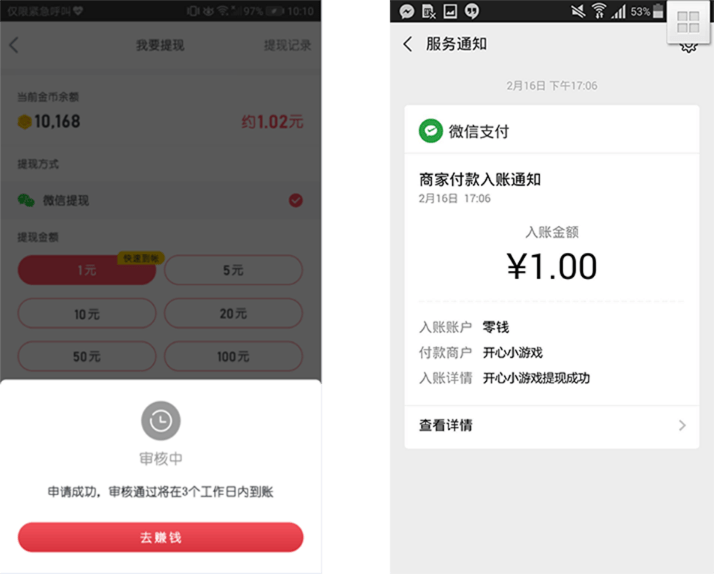 仅限紧急呼叫 97% 10:10
我要提现 提现记录
当前金币余额
10,168 约1.02元
提现方式
微信提现
提现金额
快速到帐
1元 5元
10元 20元
50元 100元
审核中
申请成功，审核通过将在3个工作日内到账
去赚钱
53%
服务通知
2月16日 下午17:06
微信支付
商家付款入账通知
2月16日 17:06
入账金额
¥1.00
入账账户 零钱
付款商户 开心小游戏
入账详情 开心小游戏提现成功
查看详情